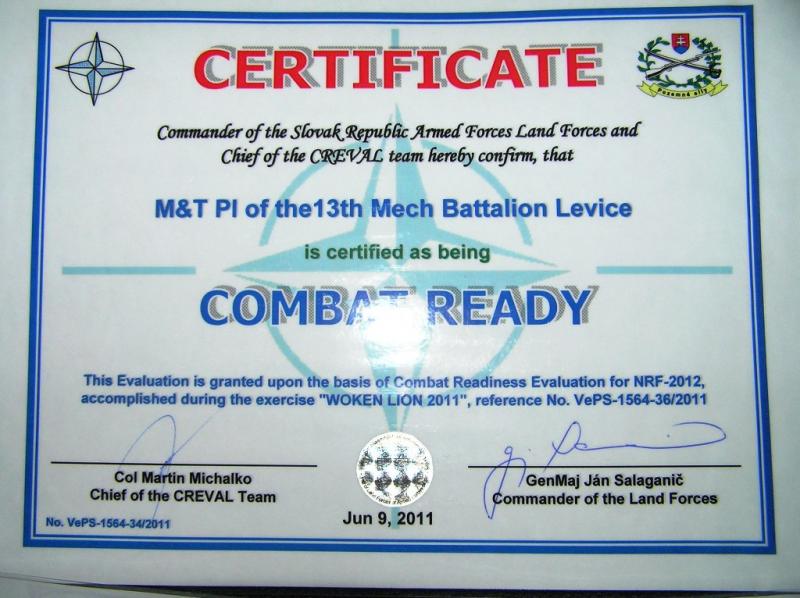 CERTIFICATE
Pozemné sily
Commander of the Slovak Republic Armed Forces Land Forces and
Chief of the CREVAL team hereby confirm, that
M&T Pl of the13th Mech Battalion Levice
is certified as being
COMBAT READY
This Evaluation is granted upon the basis of Combat Readiness Evaluation for NRF-2012,
accomplished during the exercise "WOKEN LION 2011", reference No. VePS-1564-36/2011
Col Martin Michalko
Chief of the CREVAL Team
GenMaj Ján Salaganič
Commander of the Land Forces
Jun 9, 2011
No. VePS-1564-34/2011